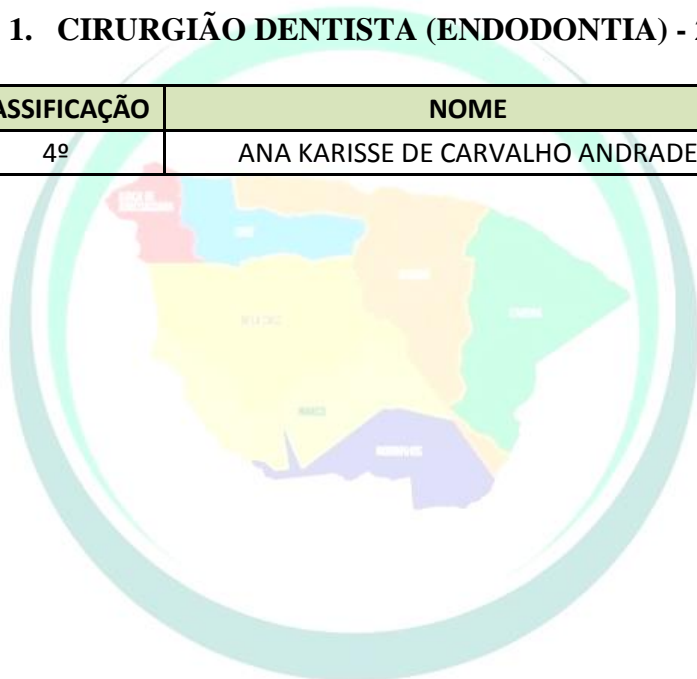 1. CIRURGIÃO DENTISTA (ENDODONTIA) -
ASSIFICAÇÃO NOME
4º ANA KARISSE DE CARVALHO ANDRADE